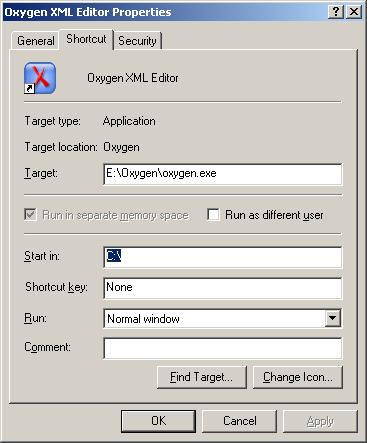 Oxygen XML Editor Properties
General Shortcut Security
Oxygen XML Editor
Target type: Application
Target location: Oxygen
Target: E:\Oxygen\oxygen.exe
Run in separate memory space Run as different user
Start in: C:\
Shortcut key: None
Run: Normal window
Comment:
Find Target... Change Icon...
OK Cancel Apply